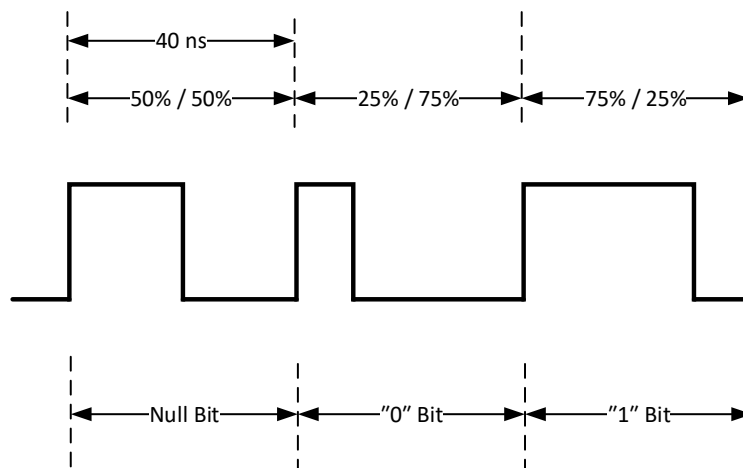 40 ns
50% / 50% 25% / 75% 75% / 25%
Null Bit ”0” Bit ”1” Bit